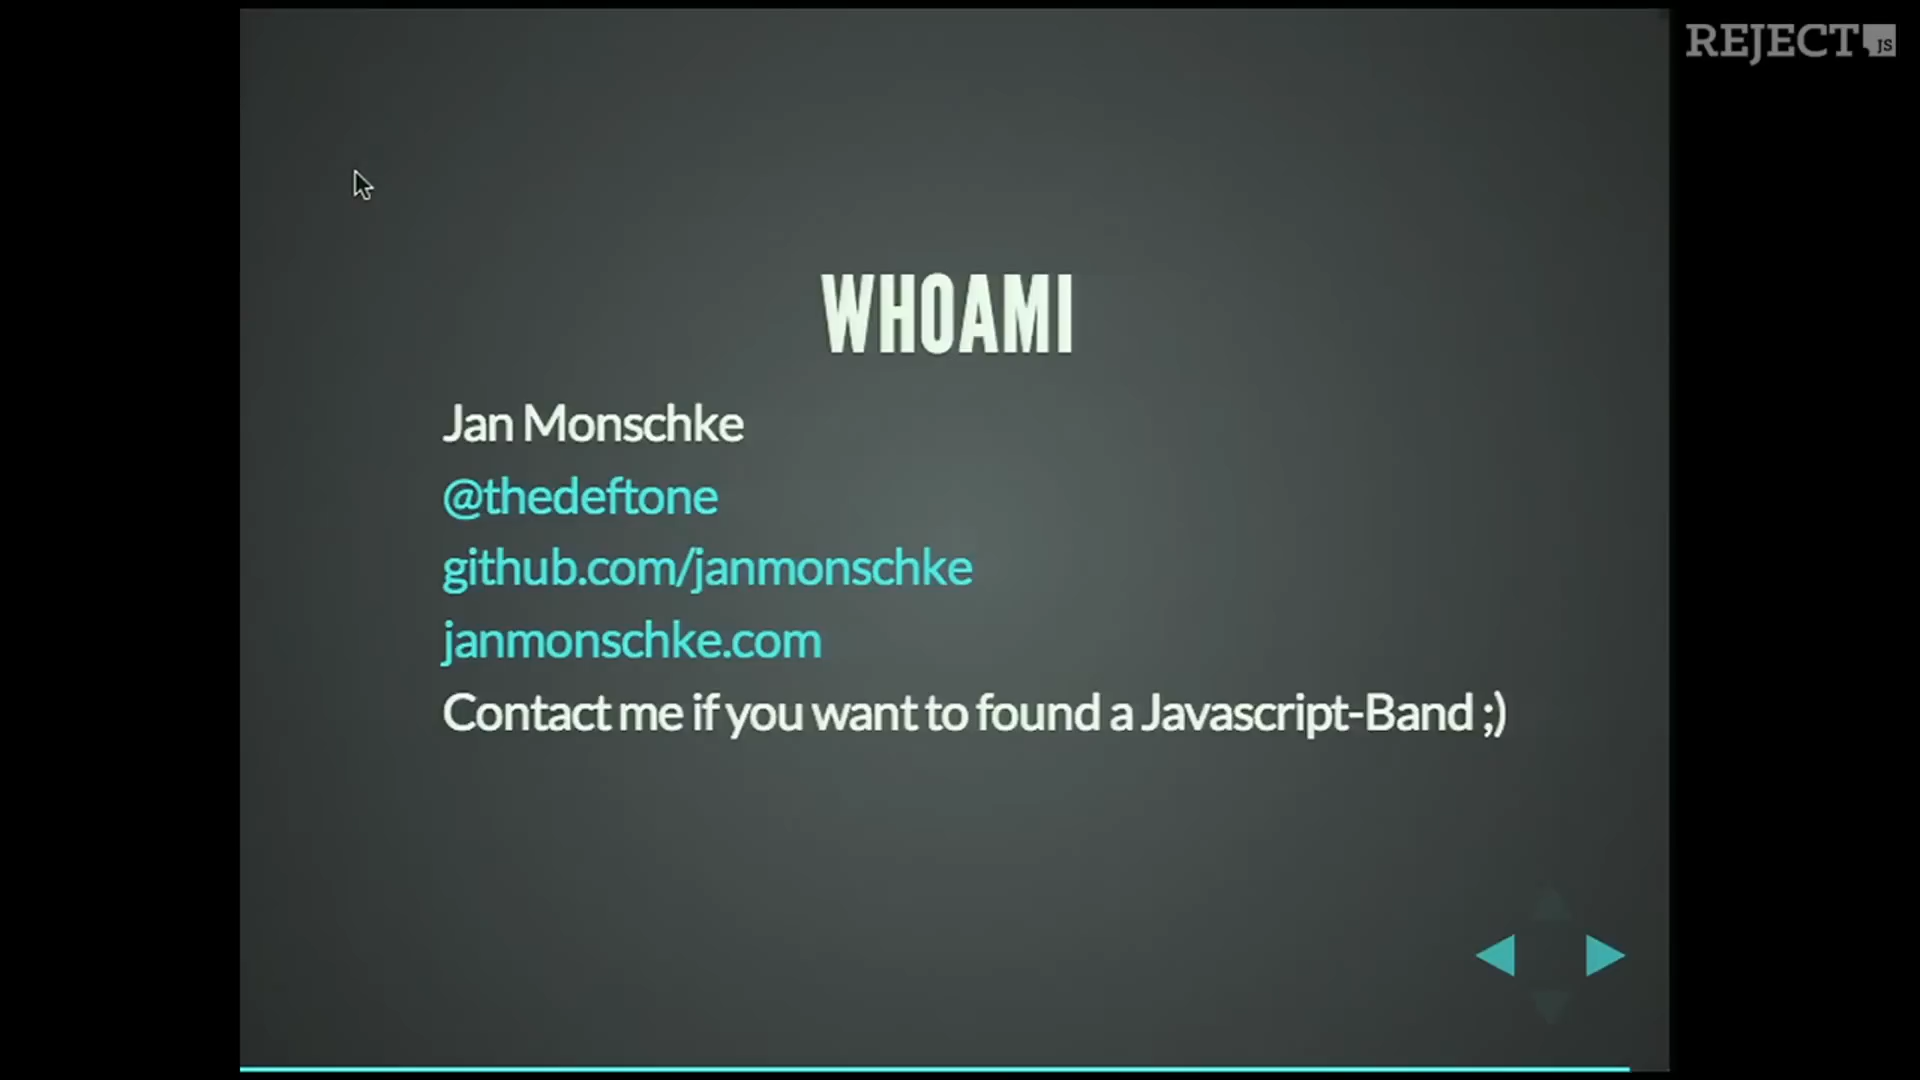 REJECT JS
WHOAMI
Jan Monschke
@thedeftone
github.com/janmonschke
janmonschke.com
Contact me if you want to found a Javascript-Band ;)